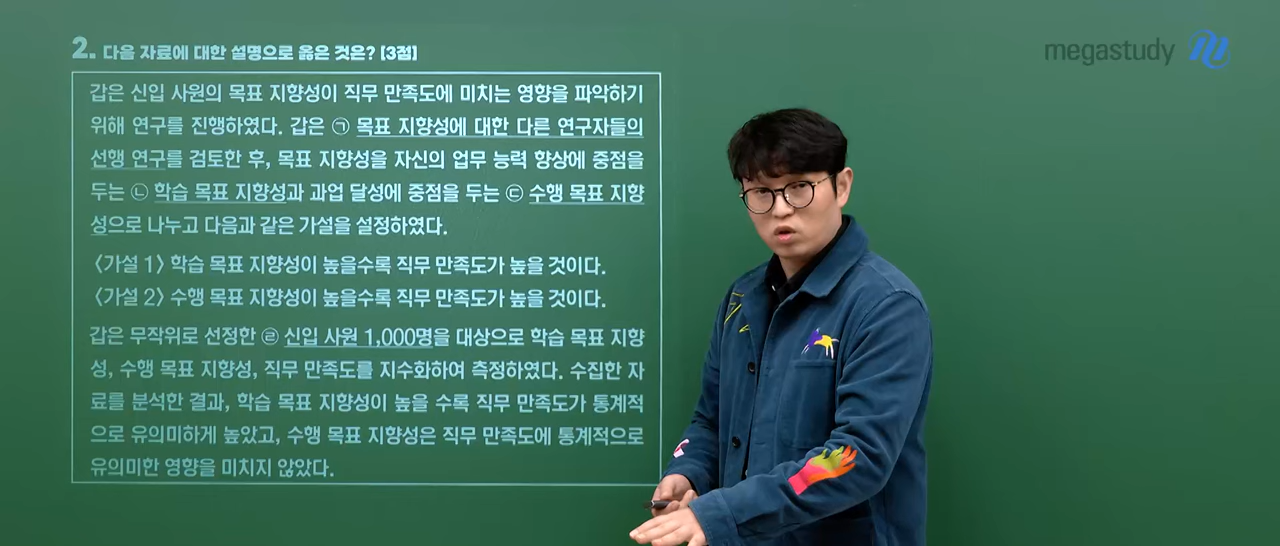 2. 다음 자료에 대한 설명으로 옳은 것은? [3점]
megastudy
갑은 신입 사원의 목표 지향성이 직무 만족도에 미치는 영향을 파악하기
위해 연구를 진행하였다. 갑은 ㉠ 목표 지향성에 대한 다른 연구자들의
선행 연구를 검토한 후, 목표 지향성을 자신의 업무 능력 향상에 중점을
두는 ㉡ 학습 목표 지향성과 과업 달성에 중점을 두는 ㉢ 수행 목표 지향
성으로 나누고 다음과 같은 가설을 설정하였다.
〈가설 1〉 학습 목표 지향성이 높을수록 직무 만족도가 높을 것이다.
〈가설 2〉 수행 목표 지향성이 높을수록 직무 만족도가 높을 것이다.
갑은 무작위로 선정한 ㉣ 신입 사원 1,000명을 대상으로 학습 목표 지향
성, 수행 목표 지향성, 직무 만족도를 지수화하여 측정하였다. 수집한 자
료를 분석한 결과, 학습 목표 지향성이 높을 수록 직무 만족도가 통계적
으로 유의미하게 높았고, 수행 목표 지향성은 직무 만족도에 통계적으로
유의미한 영향을 미치지 않았다.